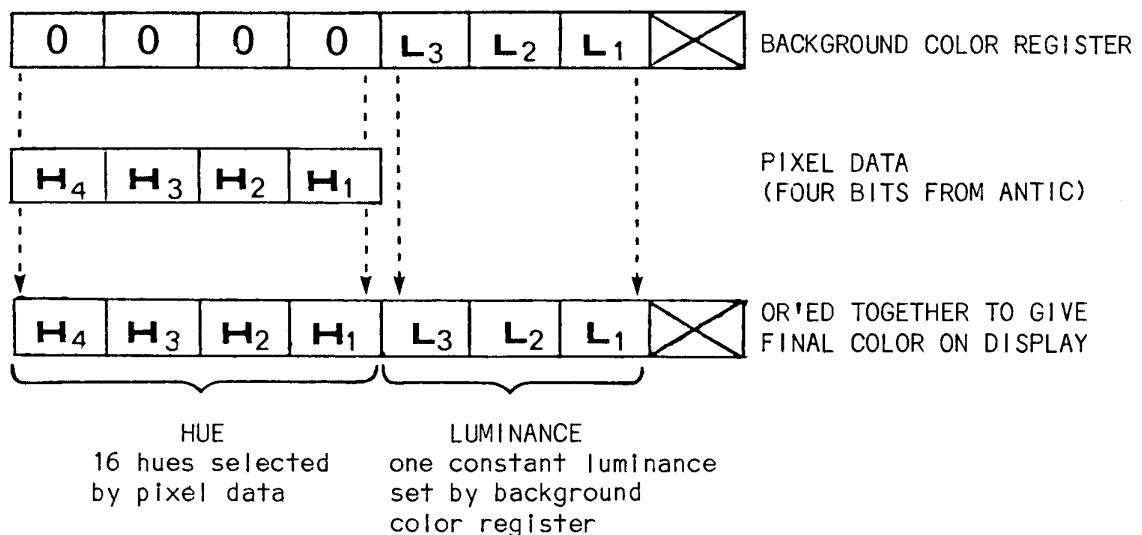 0 0 0 0 L3 L2 L1 BACKGROUND COLOR REGISTER
H4 H3 H2 H1
PIXEL DATA
(FOUR BITS FROM ANTIC)
H4 H3 H2 H1 L3 L2 L1
OR'ED TOGETHER TO GIVE
FINAL COLOR ON DISPLAY
HUE
16 hues selected
by pixel data
LUMINANCE
one constant luminance
set by background
color register